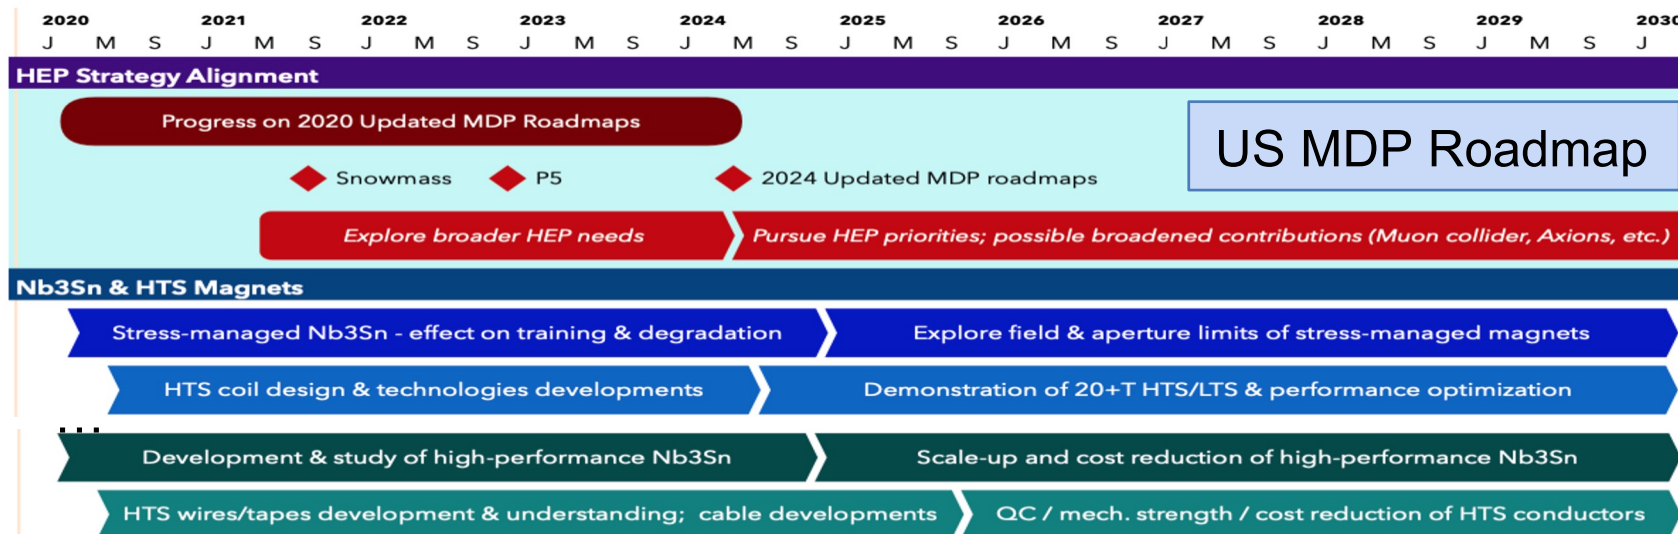 2020 2021 2022 2023 2024 2025 2026 2027 2028 2029 2030
J M S J M S J M S J M S J M S J M S J M S J M S J M S J M S J
HEP Strategy Alignment
Progress on 2020 Updated MDP Roadmaps
US MDP Roadmap
Snowmass P5 2024 Updated MDP roadmaps
Explore broader HEP needs Pursue HEP priorities; possible broadened contributions (Muon collider, Axions, etc.)
Nb3Sn & HTS Magnets
Stress-managed Nb3Sn - effect on training & degradation Explore field & aperture limits of stress-managed magnets
HTS coil design & technologies developments Demonstration of 20+T HTS/LTS & performance optimization
...
Development & study of high-performance Nb3Sn Scale-up and cost reduction of high-performance Nb3Sn
HTS wires/tapes development & understanding; cable developments QC / mech. strength / cost reduction of HTS conductors